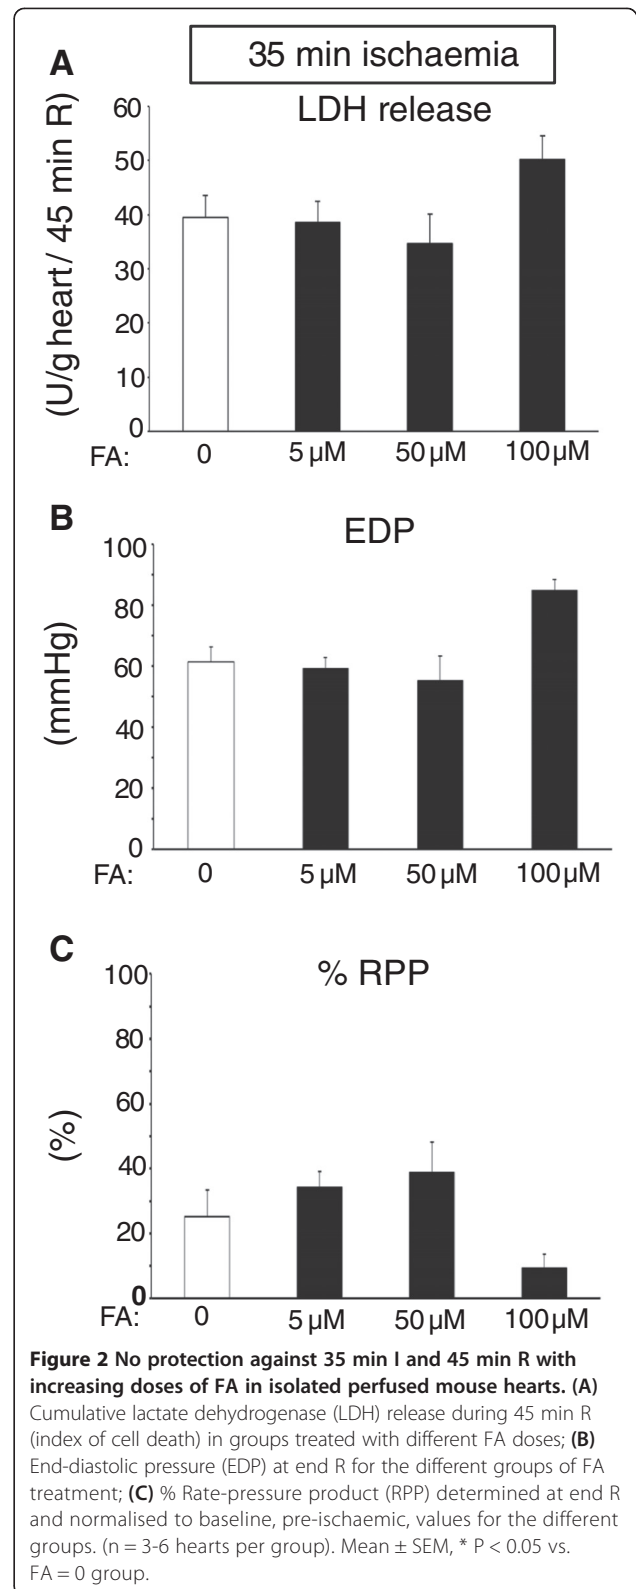 35 min ischaemia
A
LDH release
(U/g heart / 45 min R)
60
50
40
30
20
10
0
FA: 0 5 µM 50 µM 100 µM
B
EDP
(mmHg)
100
80
60
40
20
0
FA: 0 5 µM 50 µM 100 µM
C
% RPP
(%)
100
80
60
40
20
0
FA: 0 5 µM 50 µM 100 µM
Figure 2 No protection against 35 min I and 45 min R with
increasing doses of FA in isolated perfused mouse hearts. (A)
Cumulative lactate dehydrogenase (LDH) release during 45 min R
(index of cell death) in groups treated with different FA doses; (B)
End-diastolic pressure (EDP) at end R for the different groups of FA
treatment; (C) % Rate-pressure product (RPP) determined at end R
and normalised to baseline, pre-ischaemic, values for the different
groups. (n = 3-6 hearts per group). Mean ± SEM, * P < 0.05 vs.
FA = 0 group.